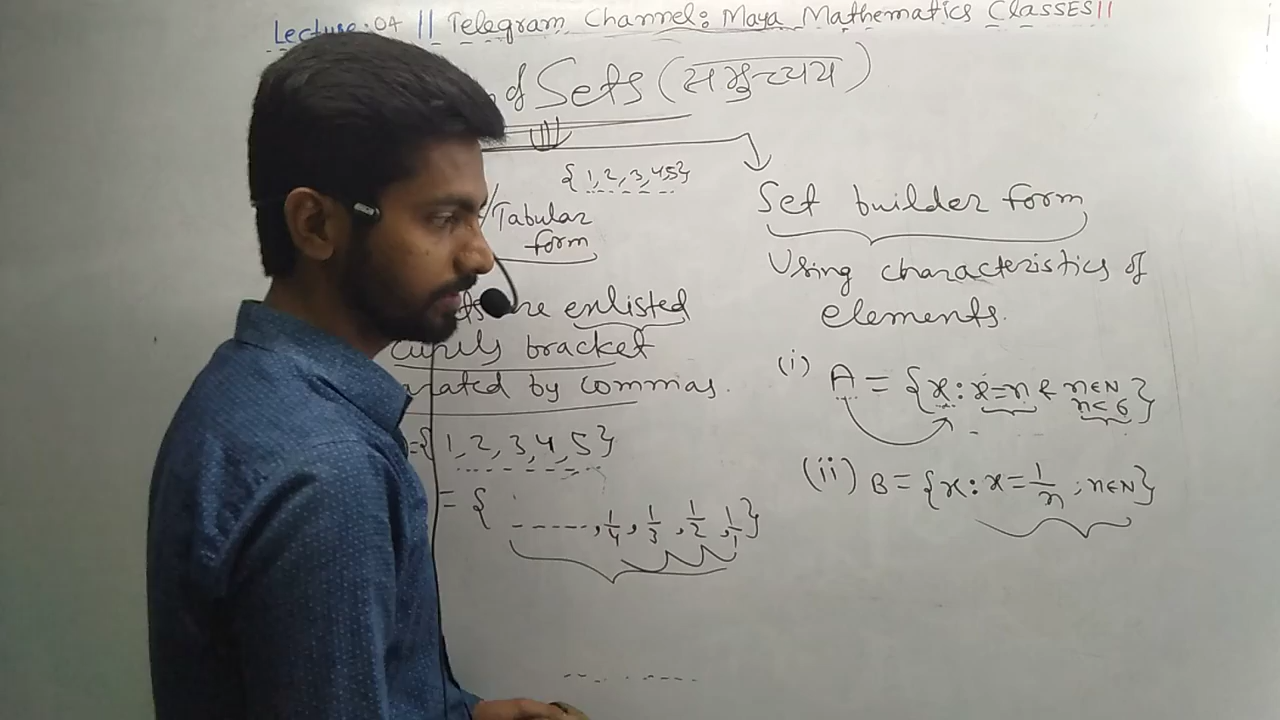 Lecture: 04 || Telegram Channel: Maya Mathematics CLASSES ||
of Sets (समुच्चय)
{1,2,3,4,5}
/Tabular
form
are enlisted
bracket
by commas.
={1,2,3,4,5}
= { -----, 1/4, 1/3, 1/2, 1/1}
Set builder form
Using characteristics of
elements.
(i) A = {x: x=n & n∈N
n<6}
(ii) B = {x: x = 1/n ; n∈N}